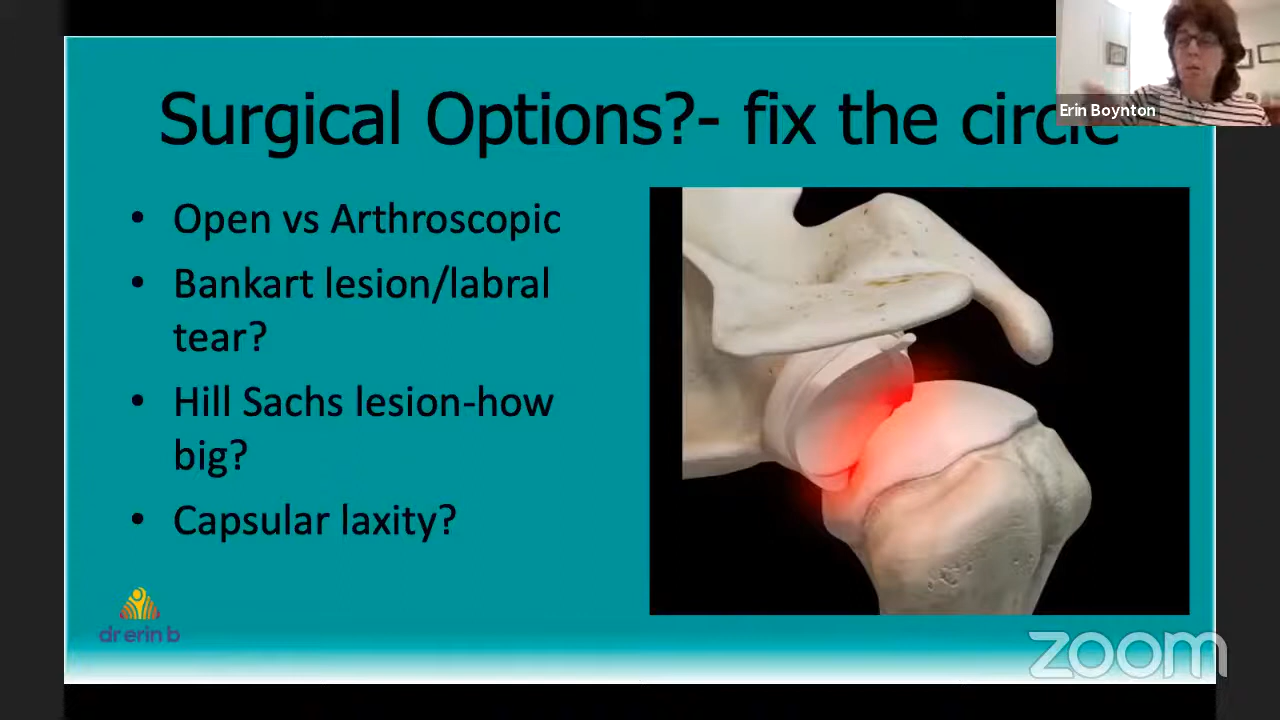 Surgical Options?- fix the circle
Erin Boynton
• Open vs Arthroscopic
• Bankart lesion/labral
tear?
• Hill Sachs lesion-how
big?
• Capsular laxity?
dr erin b
zoom